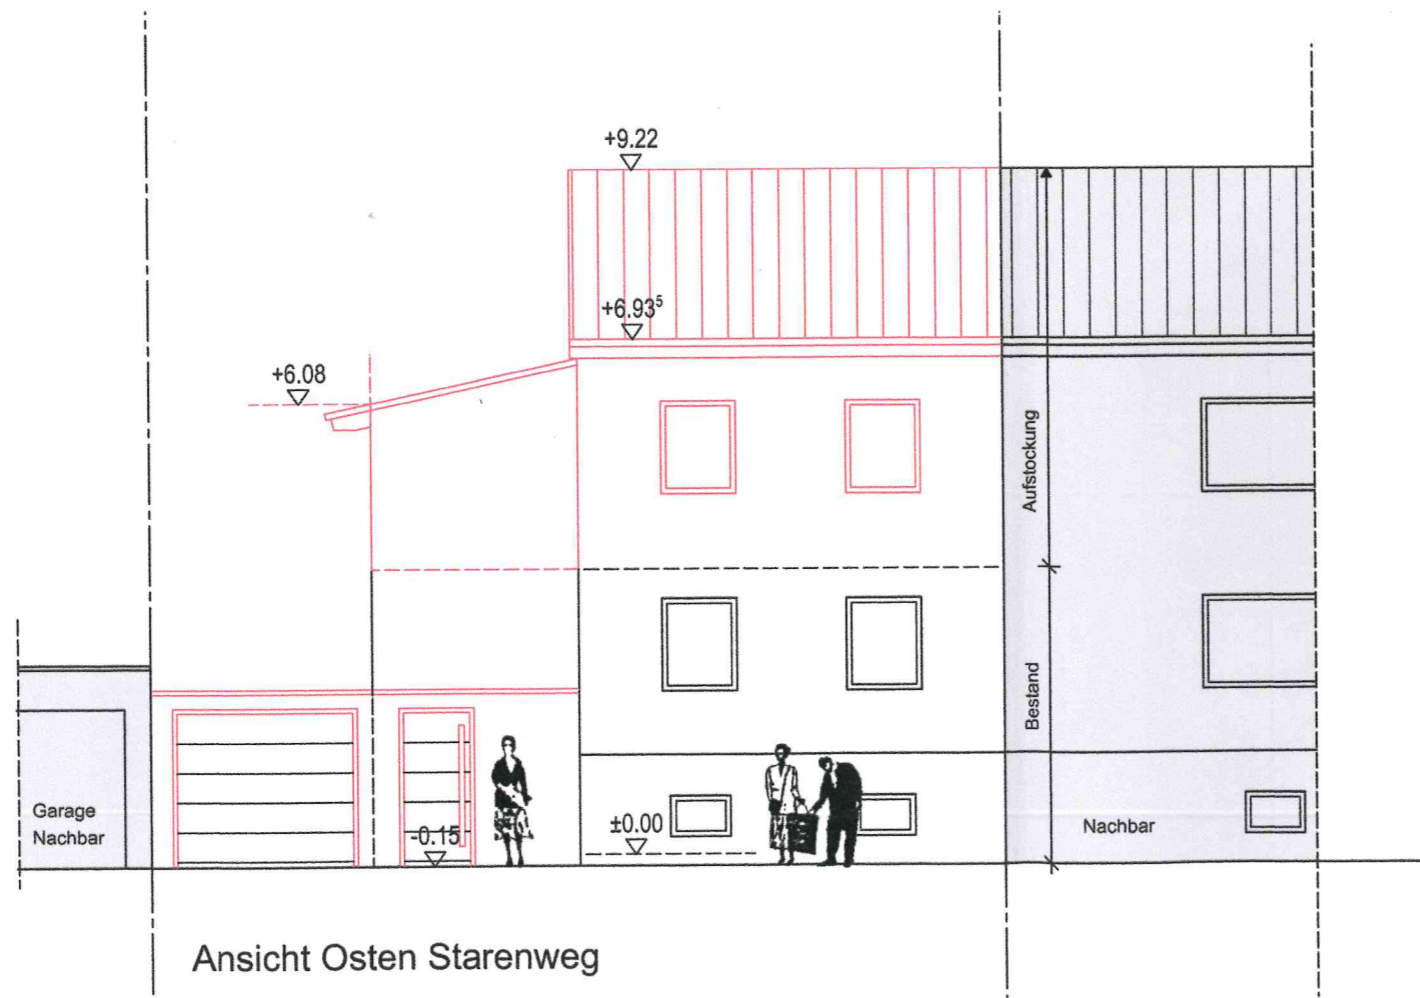 +9.22
+6.93⁵
+6.08
Aufstockung
Bestand
Garage
Nachbar
-0.15
±0.00
Nachbar
Ansicht Osten Starenweg